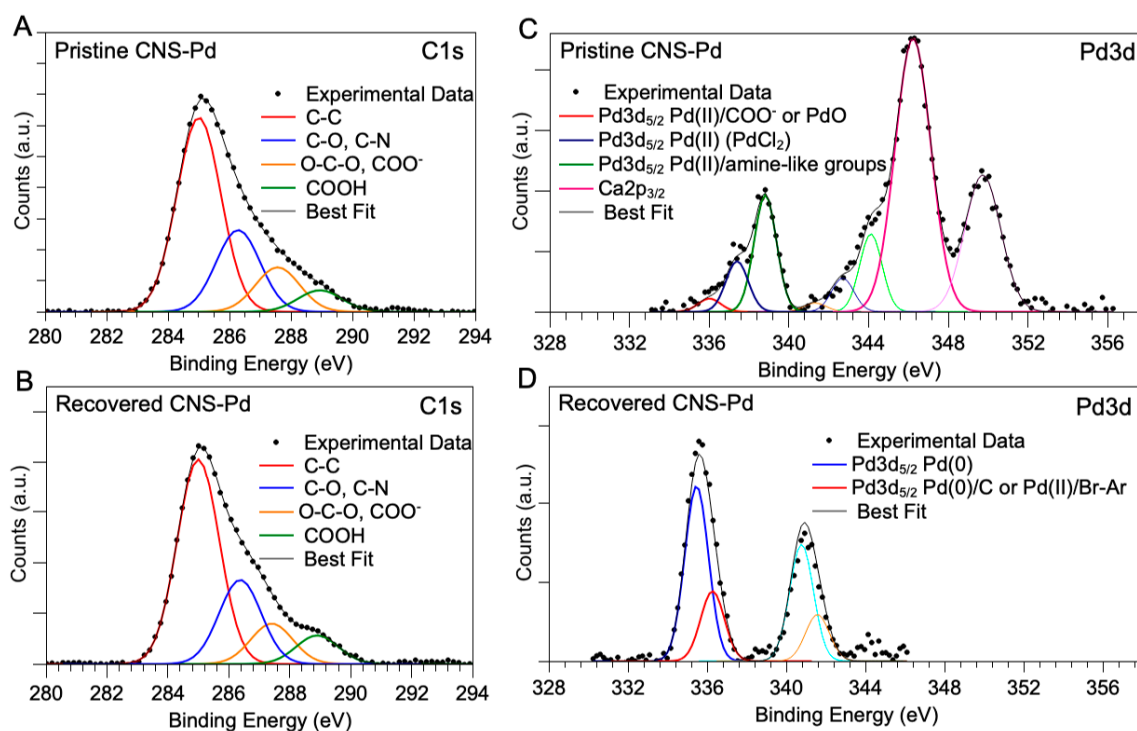 A
Pristine CNS-Pd
C1s
Experimental Data
C-C
C-O, C-N
O-C-O, COO⁻
COOH
Best Fit
Counts (a.u.)
280 282 284 286 288 290 292 294
Binding Energy (eV)
B
Recovered CNS-Pd
C1s
Experimental Data
C-C
C-O, C-N
O-C-O, COO⁻
COOH
Best Fit
Counts (a.u.)
280 282 284 286 288 290 292 294
Binding Energy (eV)
C
Pristine CNS-Pd
Pd3d
Experimental Data
Pd3d₅/₂ Pd(II)/COO⁻ or PdO
Pd3d₅/₂ Pd(II) (PdCl₂)
Pd3d₅/₂ Pd(II)/amine-like groups
Ca2p₃/₂
Best Fit
Counts (a.u.)
328 332 336 340 344 348 352 356
Binding Energy (eV)
D
Recovered CNS-Pd
Pd3d
Experimental Data
Pd3d₅/₂ Pd(0)
Pd3d₅/₂ Pd(0)/C or Pd(II)/Br-Ar
Best Fit
Counts (a.u.)
328 332 336 340 344 348 352 356
Binding Energy (eV)